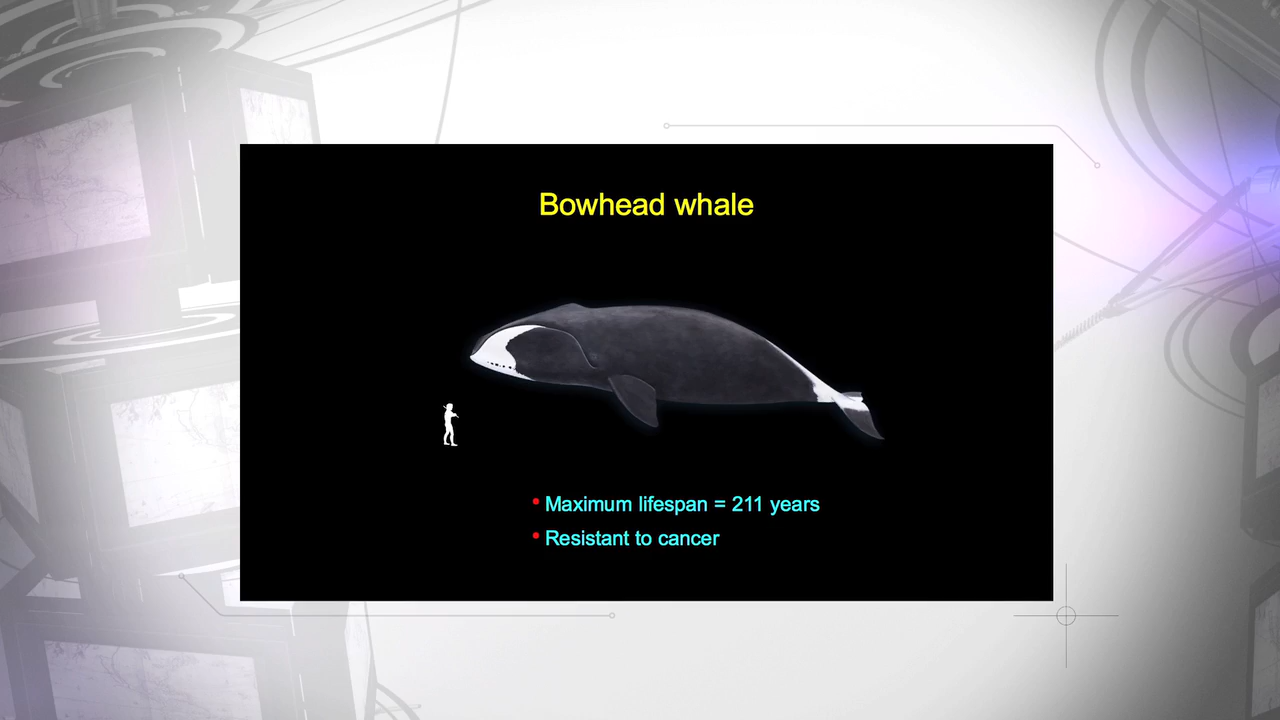 Bowhead whale
• Maximum lifespan = 211 years
• Resistant to cancer